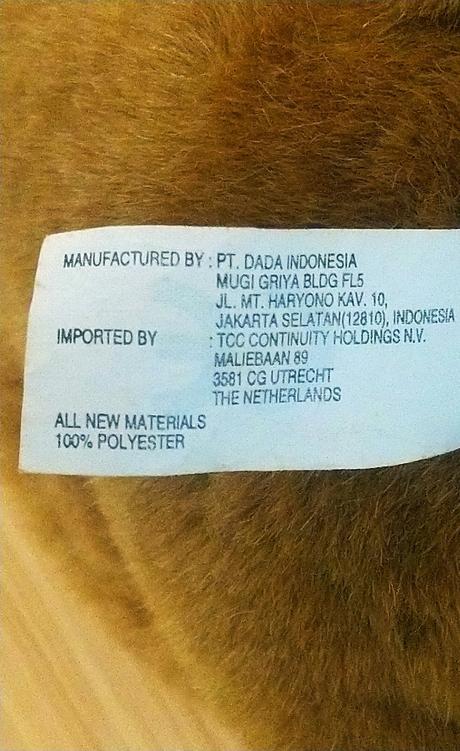 MANUFACTURED BY : PT. DADA INDONESIA
MUGI GRIYA BLDG FL5
JL. MT. HARYONO KAV. 10,
JAKARTA SELATAN(12810), INDONESIA
IMPORTED BY : TCC CONTINUITY HOLDINGS N.V.
MALIEBAAN 89
3581 CG UTRECHT
THE NETHERLANDS
ALL NEW MATERIALS
100% POLYESTER